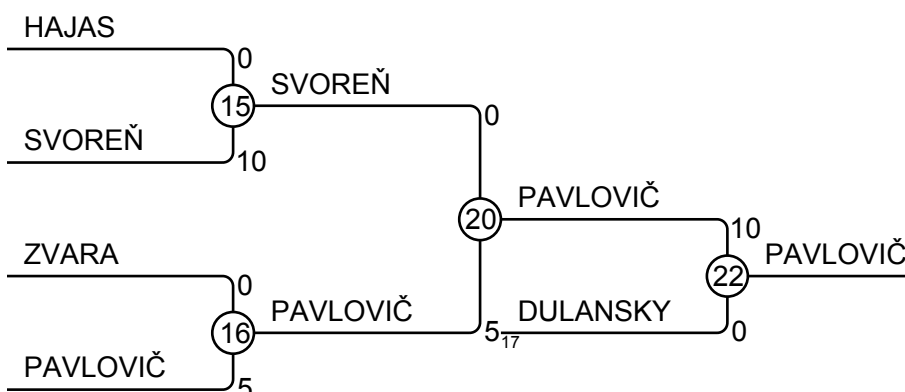 HAJAS
0
15
SVOREŇ
0
SVOREŇ
10
20
PAVLOVIČ
10
ZVARA
0
22
PAVLOVIČ
16
PAVLOVIČ
5
17
DULANSKY
0
PAVLOVIČ
5